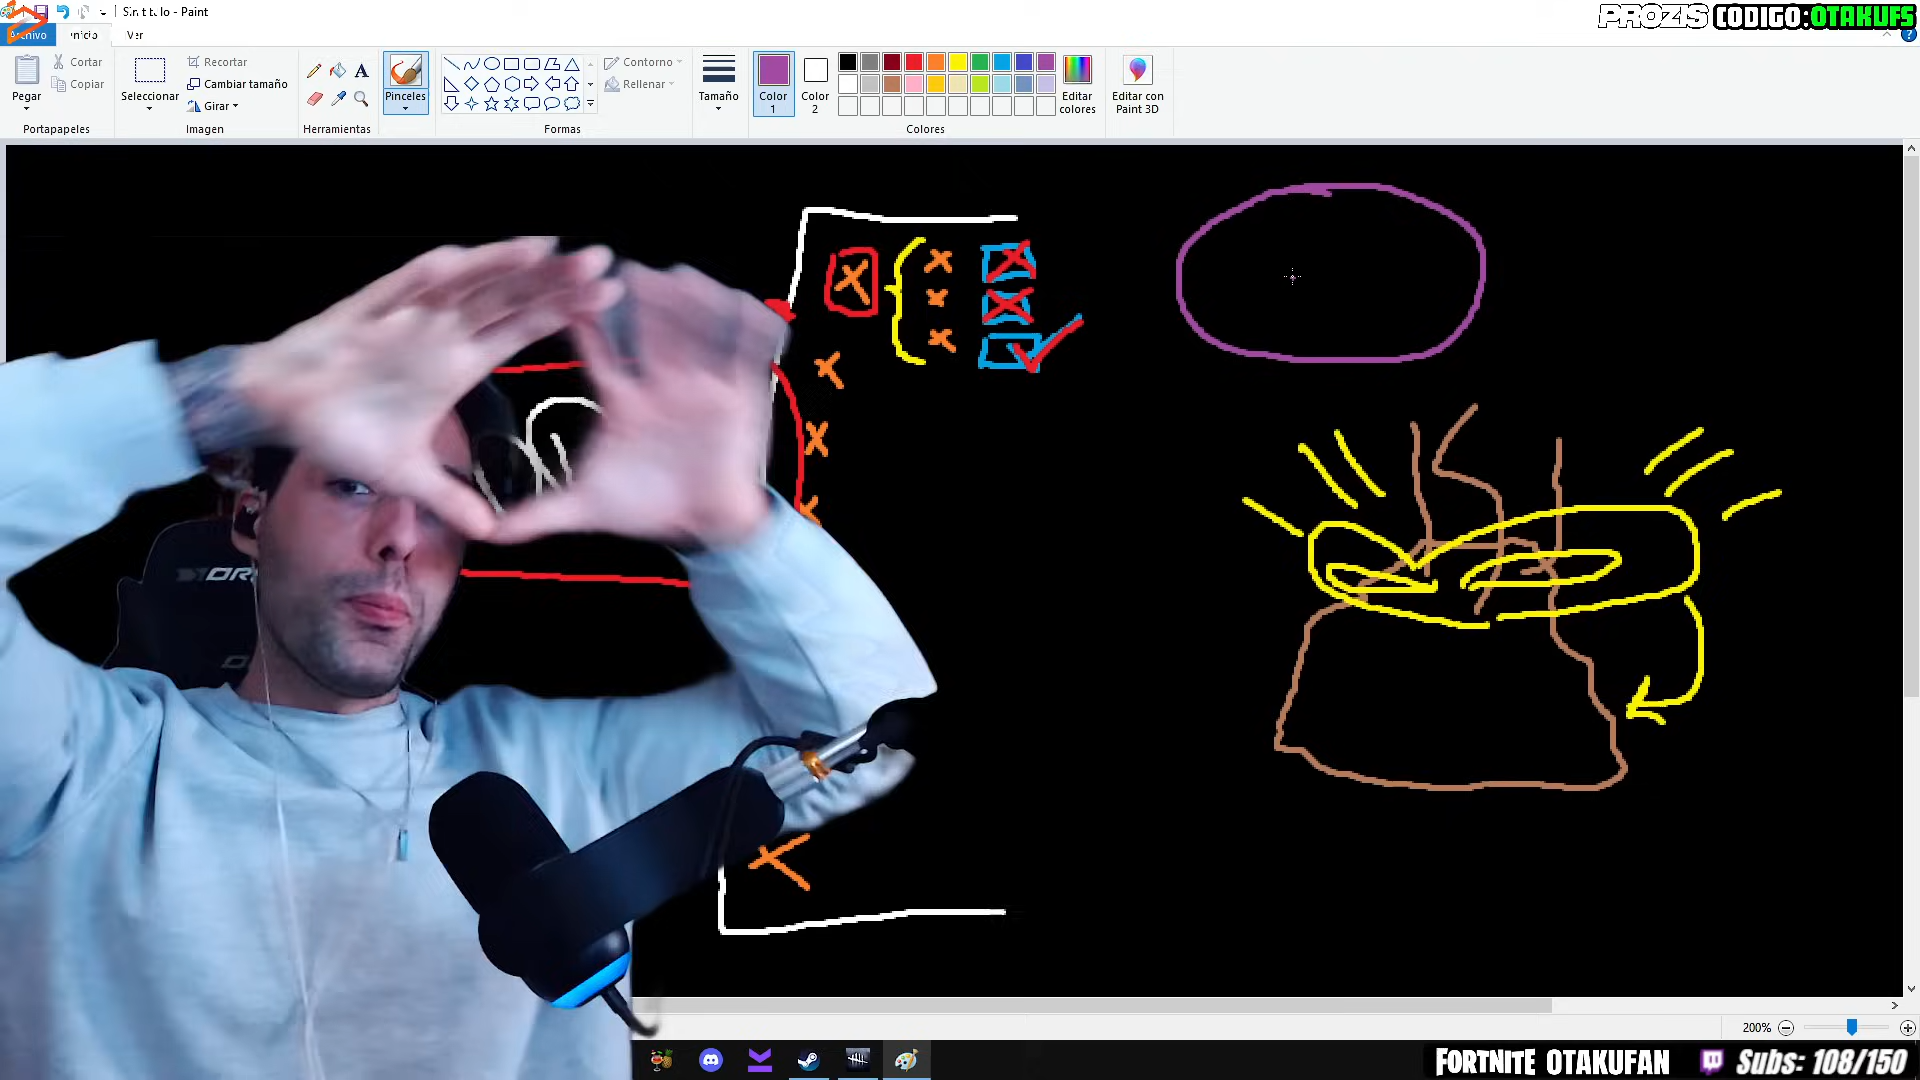 Sin título - Paint
PROZIS CODIGO:OTAKUFS
Archivo Inicio Ver
Pegar
Cortar
Copiar
Portapapeles
Seleccionar
Recortar
Cambiar tamaño
Girar
Imagen
A
Herramientas
Pinceles
Contorno
Rellenar
Formas
Tamaño
Color 1
Color 2
Editar colores
Colores
Editar con Paint 3D
200%
FORTNITE OTAKUFAN
Subs: 108/150